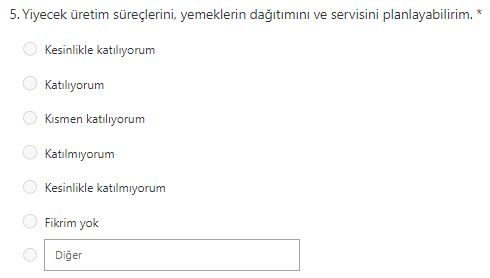 5. Yiyecek üretim süreçlerini, yemeklerin dağıtımını ve servisini planlayabilirim. *
Kesinlikle katılıyorum
Katılıyorum
Kısmen katılıyorum
Katılmıyorum
Kesinlikle katılmıyorum
Fikrim yok
Diğer